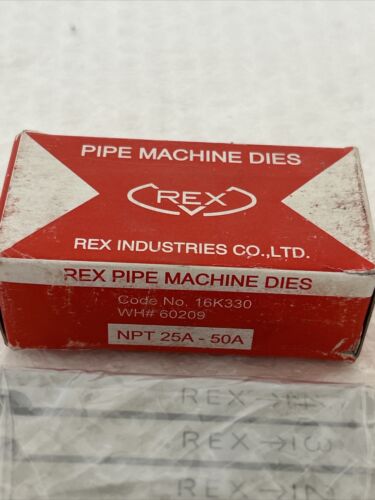 PIPE MACHINE DIES
REX
REX INDUSTRIES CO.,LTD.
REX PIPE MACHINE DIES
Code No. 16K330
WH# 60209
NPT 25A - 50A
REX
REX
REX